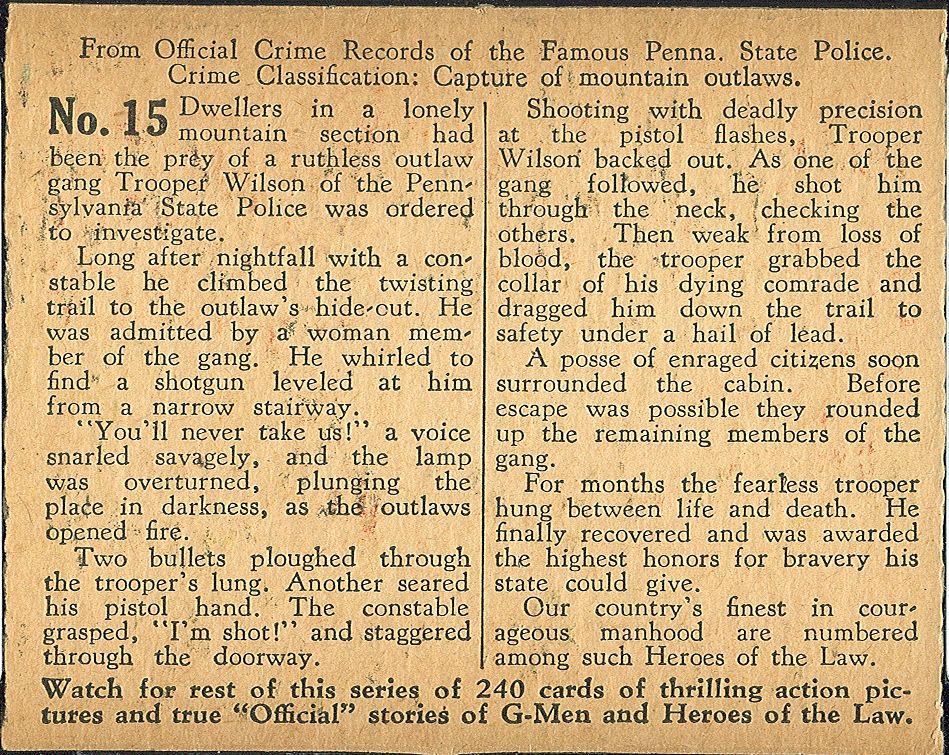 From Official Crime Records of the Famous Penna. State Police.
Crime Classification: Capture of mountain outlaws.
No. 15 Dwellers in a lonely
mountain section had
been the prey of a ruthless outlaw
gang Trooper Wilson of the Penn-
sylvania State Police was ordered
to investigate.
Long after nightfall with a con-
stable he climbed the twisting
trail to the outlaw's hide-out. He
was admitted by a woman mem-
ber of the gang. He whirled to
find a shotgun leveled at him
from a narrow stairway.
"You'll never take us!" a voice
snarled savagely, and the lamp
was overturned, plunging the
place in darkness, as the outlaws
opened fire.
Two bullets ploughed through
the trooper's lung. Another seared
his pistol hand. The constable
grasped, "I'm shot!" and staggered
through the doorway.
Shooting with deadly precision
at the pistol flashes, Trooper
Wilson backed out. As one of the
gang followed, he shot him
through the neck, checking the
others. Then weak from loss of
blood, the trooper grabbed the
collar of his dying comrade and
dragged him down the trail to
safety under a hail of lead.
A posse of enraged citizens soon
surrounded the cabin. Before
escape was possible they rounded
up the remaining members of the
gang.
For months the fearless trooper
hung between life and death. He
finally recovered and was awarded
the highest honors for bravery his
state could give.
Our country's finest in cour-
ageous manhood are numbered
among such Heroes of the Law.
Watch for rest of this series of 240 cards of thrilling action pic-
tures and true "Official" stories of G-Men and Heroes of the Law.